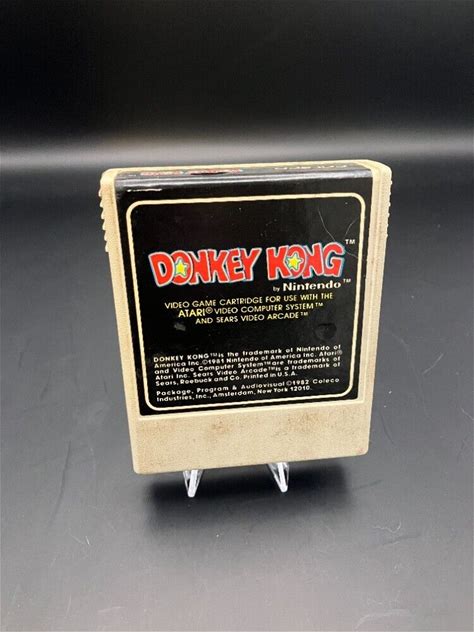 DONKEY KONG™
by Nintendo™
VIDEO GAME CARTRIDGE FOR USE WITH THE
ATARI® VIDEO COMPUTER SYSTEM™
AND SEARS VIDEO ARCADE™
DONKEY KONG™ is the trademark of Nintendo of
America Inc ©1981 Nintendo of America Inc. Atari®
and Video Computer System™ are trademarks of
Atari Inc. Sears Video Arcade™ is a trademark of
Sears, Roebuck and Co. Printed in U.S.A.
Package, Program & Audiovisual ©1982 Coleco
Industries, Inc., Amsterdam, New York 12010.